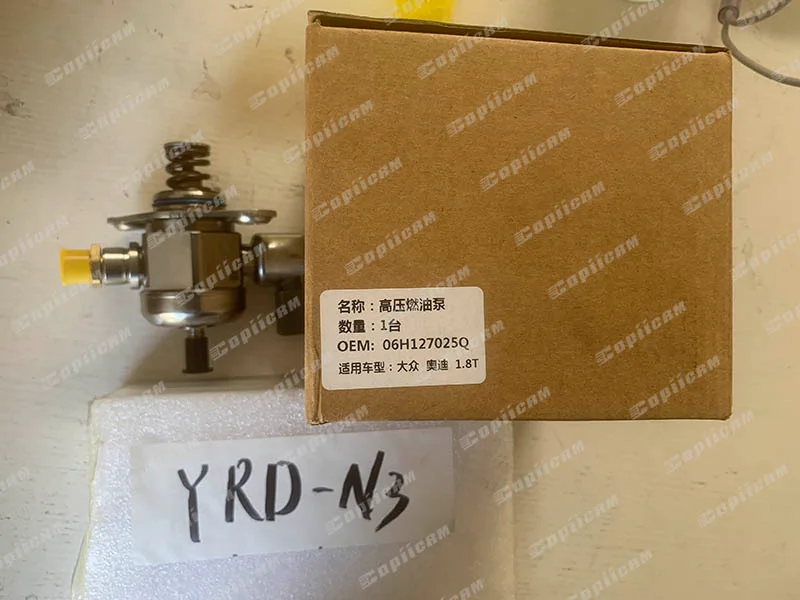 名称：高压燃油泵
数量：1台
OEM: 06H127025Q
适用车型：大众 奥迪 1.8T
YRD-N3
CopiiCAM